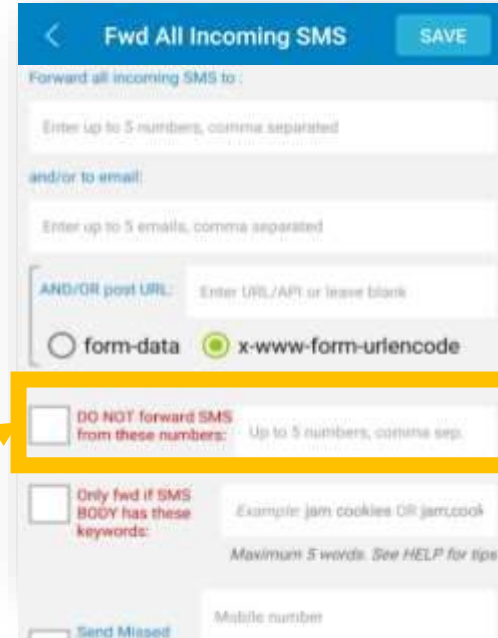 Fwd All Incoming SMS
SAVE
Forward all incoming SMS to :
Enter up to 5 numbers, comma separated
and/or to email:
Enter up to 5 emails, comma separated
AND/OR post URL:
Enter URL/API or leave blank
form-data
x-www-form-urlencode
DO NOT forward SMS
from these numbers:
Up to 5 numbers, comma sep.
Only fwd if SMS
BODY has these
keywords:
Example: jam cookies OR jam,cook
Maximum 5 words. See HELP for tips
Mobile number
Send Missed